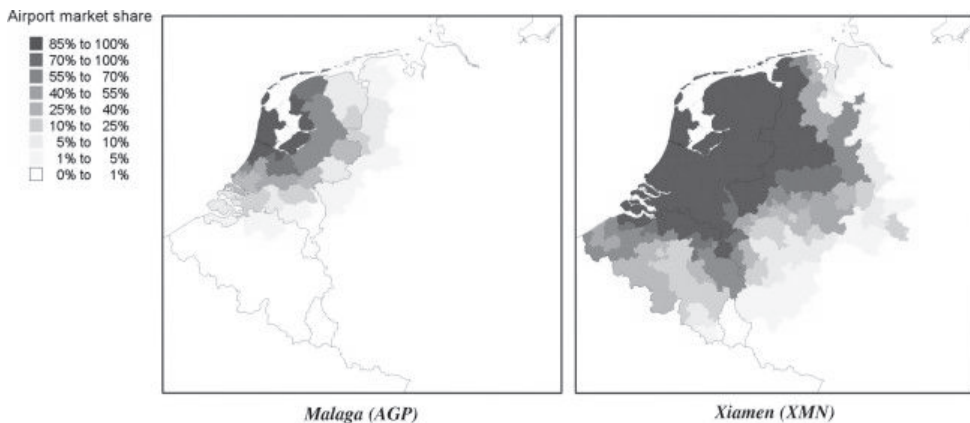 Airport market share
85% to 100%
70% to 100%
55% to 70%
40% to 55%
25% to 40%
10% to 25%
5% to 10%
1% to 5%
0% to 1%
Malaga (AGP)
Xiamen (XMN)